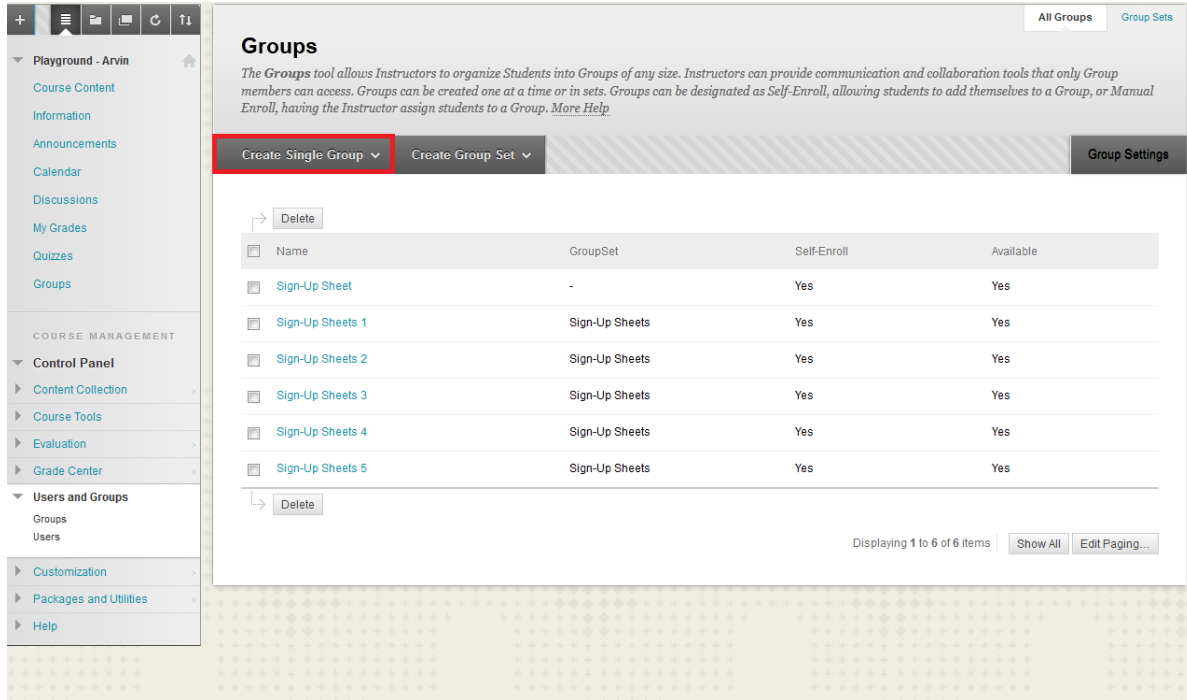 Playground - Arvin
Course Content
Information
Announcements
Calendar
Discussions
My Grades
Quizzes
Groups
COURSE MANAGEMENT
Control Panel
Content Collection
Course Tools
Evaluation
Grade Center
Users and Groups
Groups
Users
Customization
Packages and Utilities
Help
All Groups Group Sets
Groups
The Groups tool allows Instructors to organize Students into Groups of any size. Instructors can provide communication and collaboration tools that only Group
members can access. Groups can be created one at a time or in sets. Groups can be designated as Self-Enroll, allowing students to add themselves to a Group, or Manual
Enroll, having the Instructor assign students to a Group. More Help
Create Single Group Create Group Set Group Settings
Delete
Name GroupSet Self-Enroll Available
Sign-Up Sheet - Yes Yes
Sign-Up Sheets 1 Sign-Up Sheets Yes Yes
Sign-Up Sheets 2 Sign-Up Sheets Yes Yes
Sign-Up Sheets 3 Sign-Up Sheets Yes Yes
Sign-Up Sheets 4 Sign-Up Sheets Yes Yes
Sign-Up Sheets 5 Sign-Up Sheets Yes Yes
Delete
Displaying 1 to 6 of 6 items Show All Edit Paging...